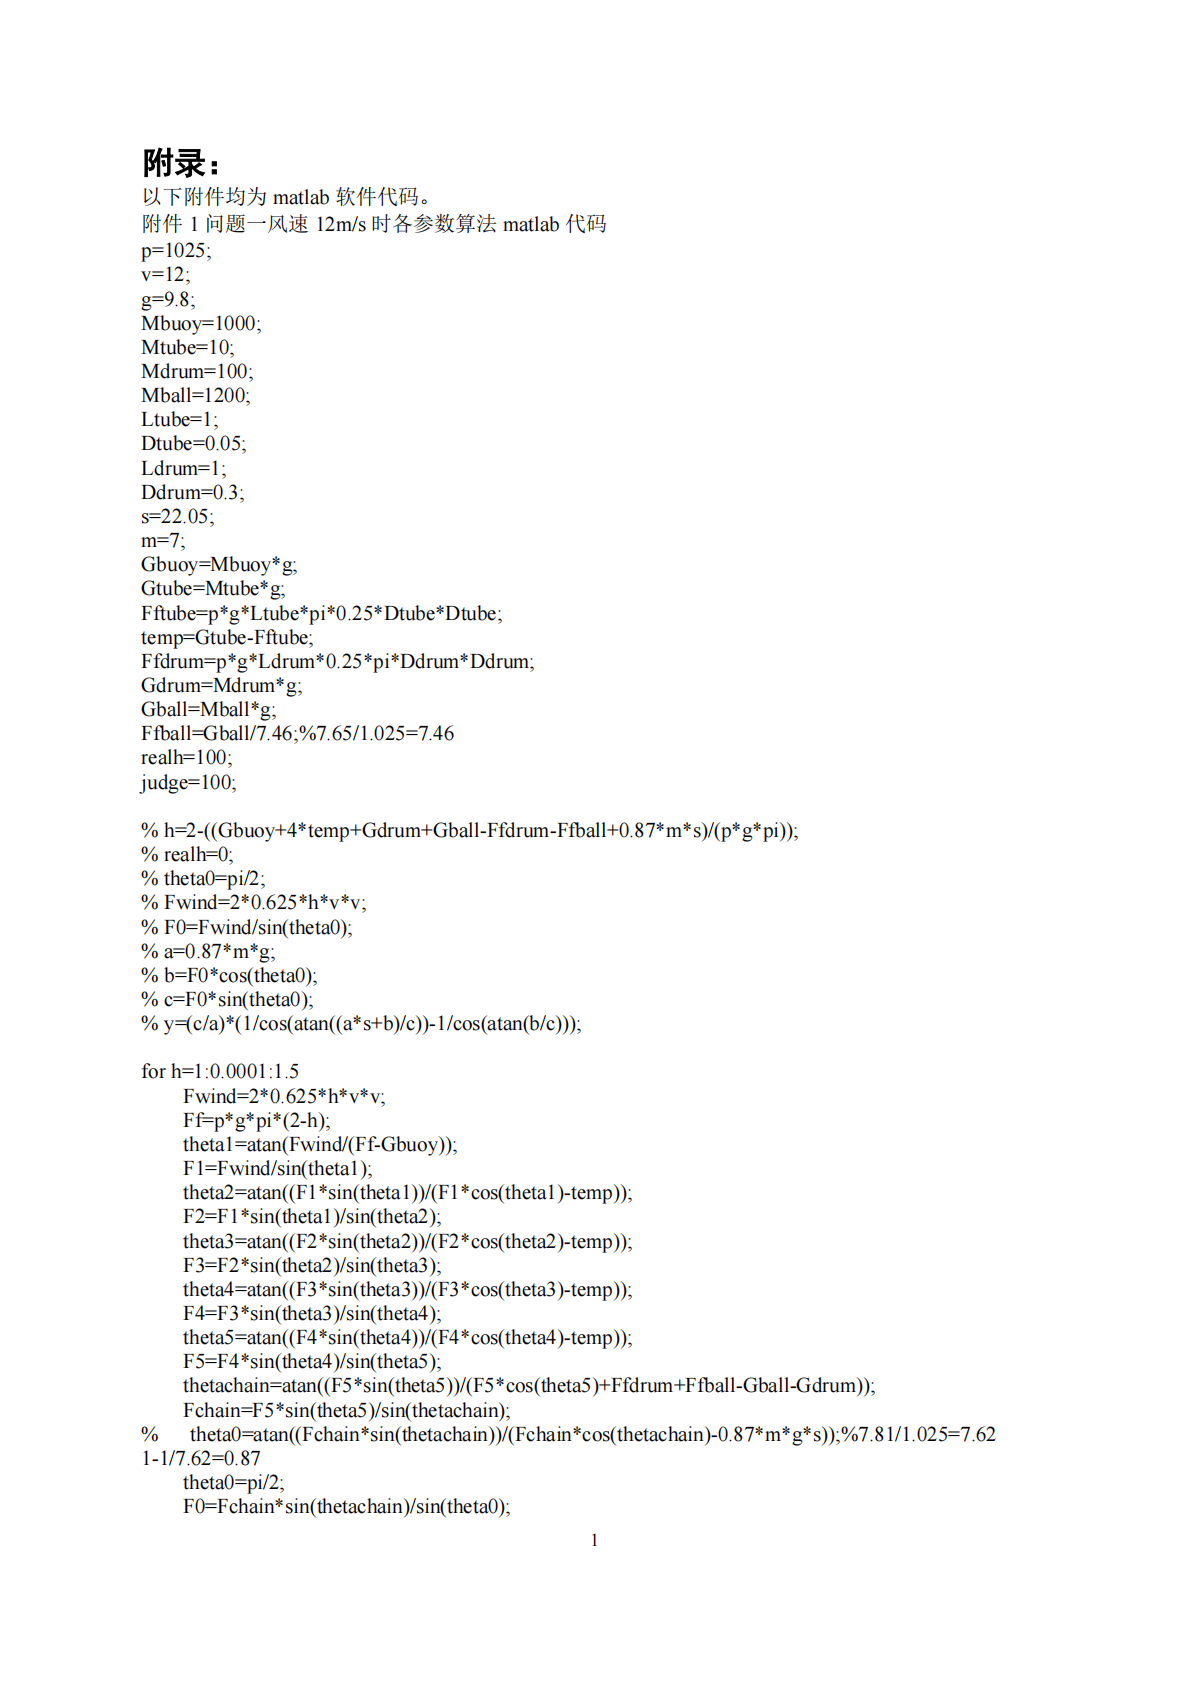 附录：
以下附件均为 matlab 软件代码。
附件 1 问题一风速 12m/s 时各参数算法 matlab 代码
p=1025;
v=12;
g=9.8;
Mbuoy=1000;
Mtube=10;
Mdrum=100;
Mball=1200;
Ltube=1;
Dtube=0.05;
Ldrum=1;
Ddrum=0.3;
s=22.05;
m=7;
Gbuoy=Mbuoy*g;
Gtube=Mtube*g;
Fftube=p*g*Ltube*pi*0.25*Dtube*Dtube;
temp=Gtube-Fftube;
Ffdrum=p*g*Ldrum*0.25*pi*Ddrum*Ddrum;
Gdrum=Mdrum*g;
Gball=Mball*g;
Ffball=Gball/7.46;%7.65/1.025=7.46
realh=100;
judge=100;
% h=2-((Gbuoy+4*temp+Gdrum+Gball-Ffdrum-Ffball+0.87*m*s)/(p*g*pi));
% realh=0;
% theta0=pi/2;
% Fwind=2*0.625*h*v*v;
% F0=Fwind/sin(theta0);
% a=0.87*m*g;
% b=F0*cos(theta0);
% c=F0*sin(theta0);
% y=(c/a)*(1/cos(atan((a*s+b)/c))-1/cos(atan(b/c)));
for h=1:0.0001:1.5
Fwind=2*0.625*h*v*v;
Ff=p*g*pi*(2-h);
theta1=atan(Fwind/(Ff-Gbuoy));
F1=Fwind/sin(theta1);
theta2=atan((F1*sin(theta1))/(F1*cos(theta1)-temp));
F2=F1*sin(theta1)/sin(theta2);
theta3=atan((F2*sin(theta2))/(F2*cos(theta2)-temp));
F3=F2*sin(theta2)/sin(theta3);
theta4=atan((F3*sin(theta3))/(F3*cos(theta3)-temp));
F4=F3*sin(theta3)/sin(theta4);
theta5=atan((F4*sin(theta4))/(F4*cos(theta4)-temp));
F5=F4*sin(theta4)/sin(theta5);
thetachain=atan((F5*sin(theta5))/(F5*cos(theta5)+Ffdrum+Ffball-Gball-Gdrum));
Fchain=F5*sin(theta5)/sin(thetachain);
% theta0=atan((Fchain*sin(thetachain))/(Fchain*cos(thetachain)-0.87*m*g*s));%7.81/1.025=7.62
1-1/7.62=0.87
theta0=pi/2;
F0=Fchain*sin(thetachain)/sin(theta0);
1